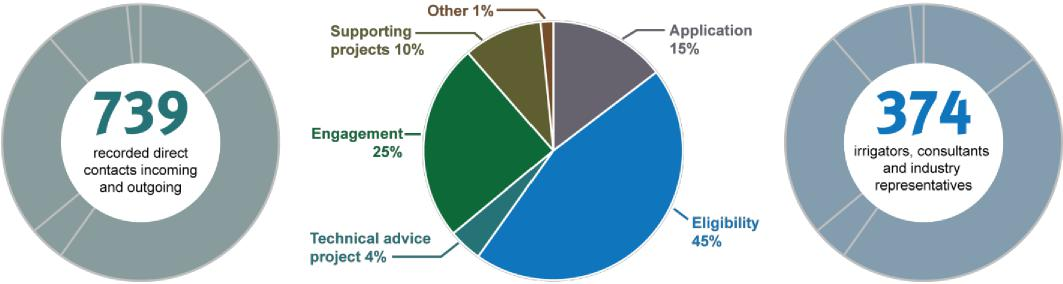 739
recorded direct
contacts incoming
and outgoing
Other 1%
Supporting
projects 10%
Application
15%
Engagement
25%
Technical advice
project 4%
Eligibility
45%
374
irrigators, consultants
and industry
representatives